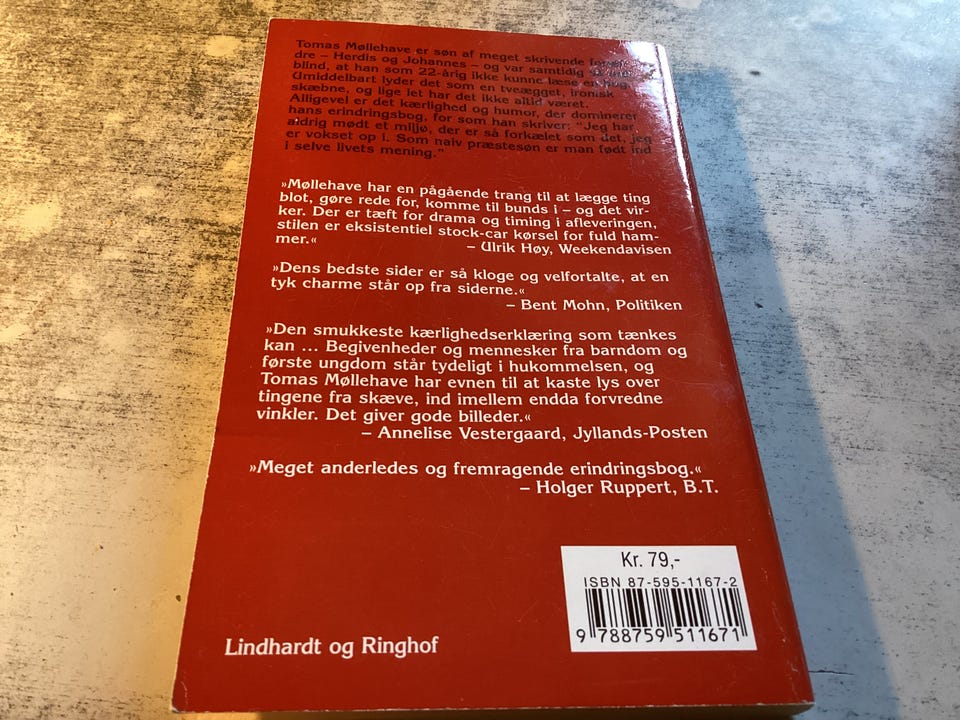 Tomas Møllehave er søn af meget skrivende
dre – Herdis og Johannes – og var samtidig
blind, at han som 22-årig ikke kunne læse en bog.
Umiddelbart lyder det som en tveægget, ironisk
skæbne, og lige let har det ikke altid været.
Alligevel er det kærlighed og humor, der dominerer
hans erindringsbog, for som han skriver: "Jeg har
aldrig mødt et miljø, der er så forkælet som det, jeg
er vokset op i. Som naiv præstesøn er man født ind
i selve livets mening."
»Møllehave har en pågående trang til at lægge ting
blot, gøre rede for, komme til bunds i – og det vir-
ker. Der er tæft for drama og timing i afleveringen,
stilen er eksistentiel stock-car kørsel for fuld ham-
mer.« – Ulrik Høy, Weekendavisen
»Dens bedste sider er så kloge og velfortalte, at en
tyk charme står op fra siderne.«
– Bent Mohn, Politiken
»Den smukkeste kærlighedserklæring som tænkes
kan ... Begivenheder og mennesker fra barndom og
første ungdom står tydeligt i hukommelsen, og
Tomas Møllehave har evnen til at kaste lys over
tingene fra skæve, ind imellem endda forvredne
vinkler. Det giver gode billeder.«
– Annelise Vestergaard, Jyllands-Posten
»Meget anderledes og fremragende erindringsbog.«
– Holger Ruppert, B.T.
Kr. 79,-
ISBN 87-595-1167-2
9 788759 511671
Lindhardt og Ringhof